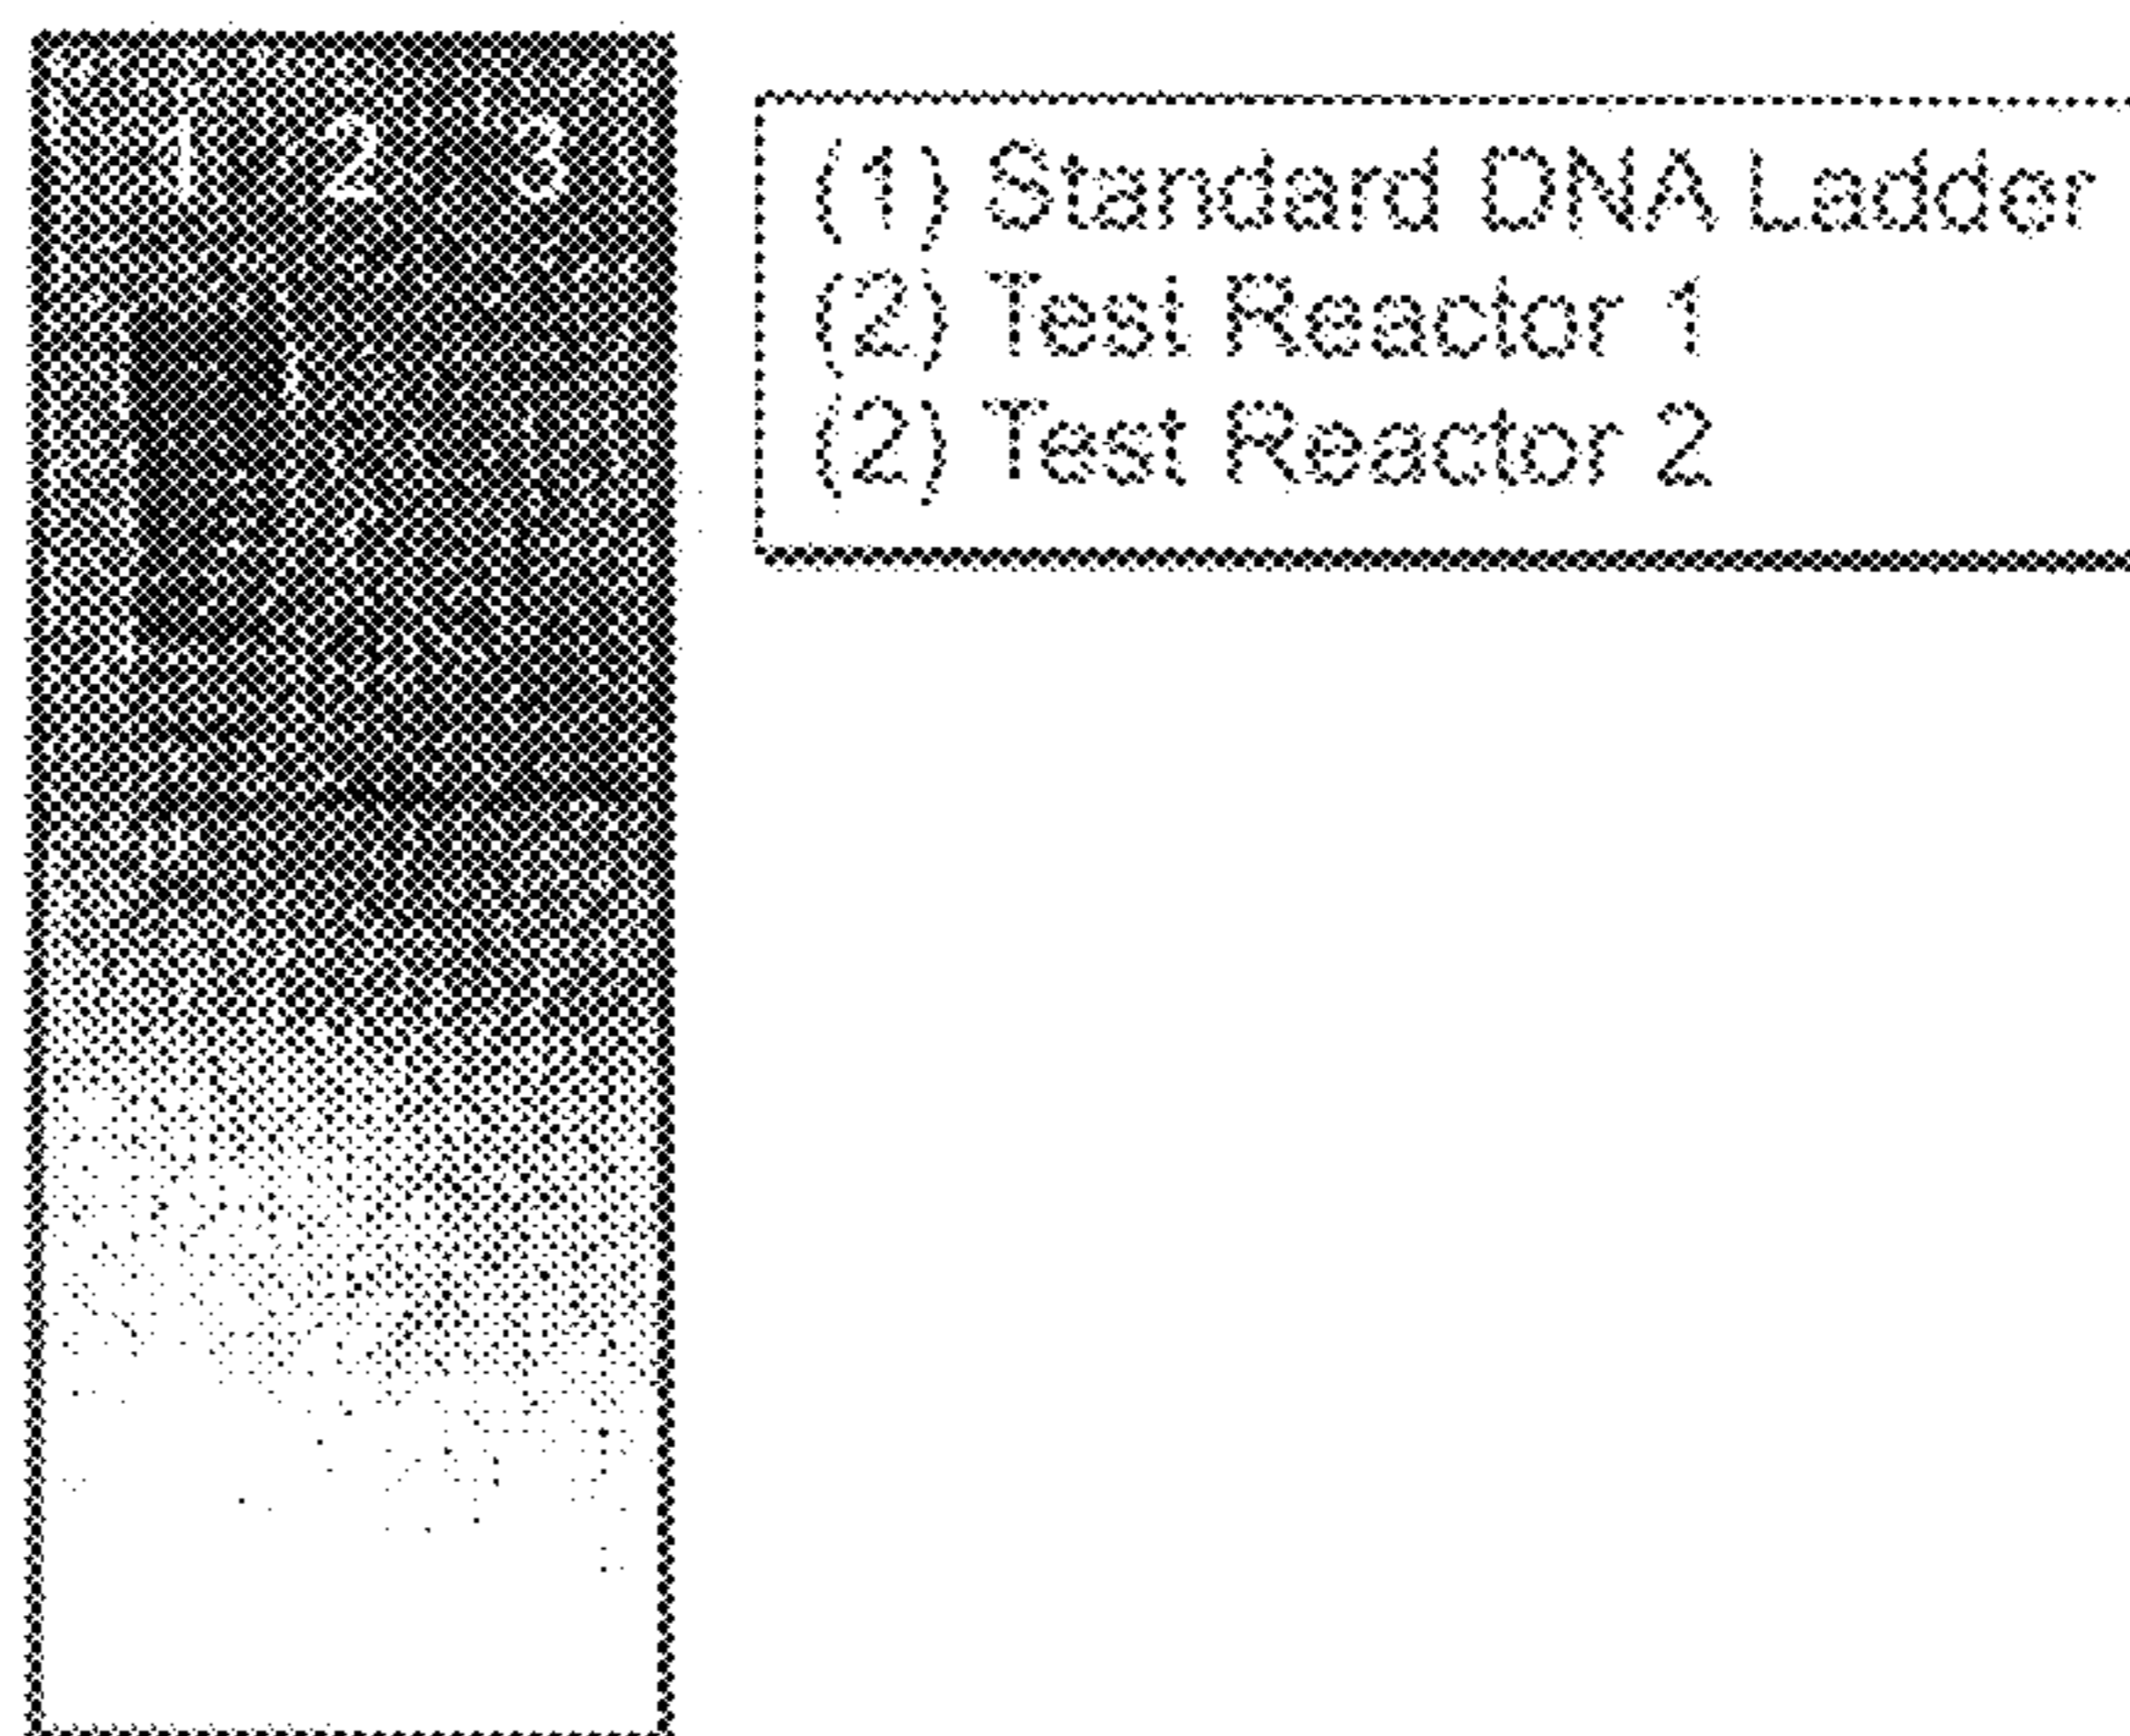 1 2 3
(1) Standard DNA Ladder
(2) Test Reactor 1
(2) Test Reactor 2